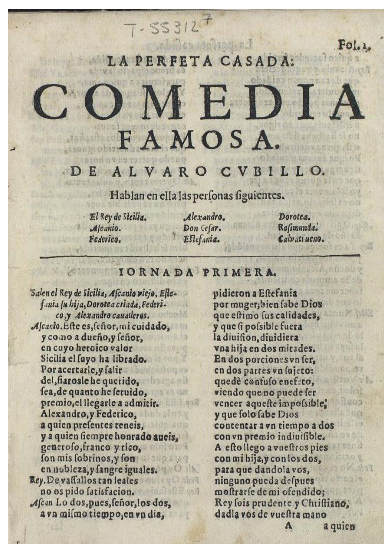 T-55312 7
Fol. 1.
LA PERFETA CASADA:
COMEDIA
FAMOSA.
DE ALVARO CVBILLO.
Hablan en ella las personas siguientes.
El Rey de Sicilia. Alexandro. Dorotea.
Ascanio. Don Cesar. Rosimunda.
Federico. Estefania. Calvatrueno.
IORNADA PRIMERA.
Salen el Rey de Sicilia, Ascanio viejo, Este-
fania su hija, Dorotea criada, Federi-
co, y Alexandro caualleros.
Ascanio. Este es, señor, mi cuidado,
y como a dueño, y señor,
en cuyo heroico valor
Sicilia el suyo ha librado.
Por acertarle, y salir
del, fiarosle he querido,
sea, de quanto he seruido,
premio, el llegarle a admitir.
Alexandro, y Federico,
a quien presentes teneis,
y a quien siempre honrado aueis,
generoso, franco y rico,
son mis sobrinos, y son
en nobleza, y sangre iguales.
Rey. De vassallos tan leales
no os pido satisfacion.
Ascan Los dos, pues, señor, los dos,
a vn mismo tiempo, en vn dia,
pidieron a Estefania
por muger, bien sabe Dios
que estimo sus calidades,
y que si possible fuera
la diuision, diuidiera
vna hija en dos mitades.
En dos porciones vn ser,
en dos partes vn sujeto:
quedè confuso en efeto,
viendo que no puede ser
vencer aqueste impossible,
y que solo sabe Dios
contentar a vn tiempo a dos
con vn premio indiuisible.
A esto llego a vuestros pies
con mi hija, y con los dos,
para que dandola vos,
ninguno pueda despues
mostrarse de mi ofendido;
Rey sois prudente y Christiano,
dadla vos de vuestra mano
A a quien